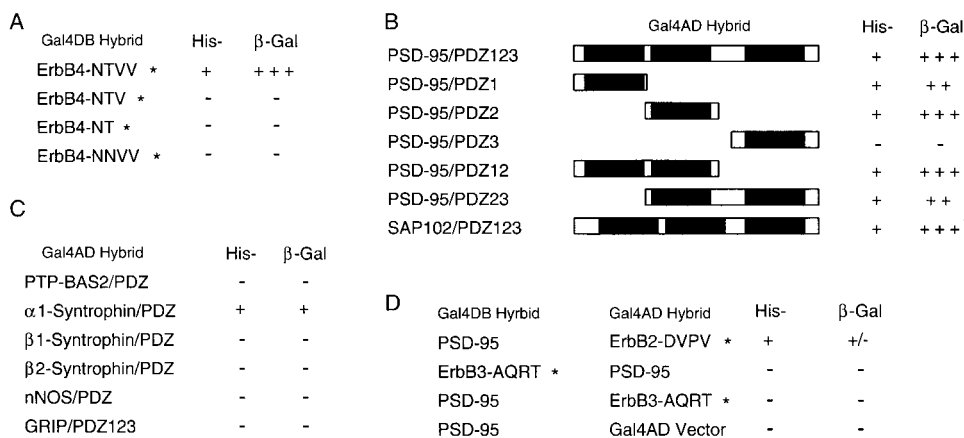 A
Gal4DB Hybrid His- β-Gal
ErbB4-NTVV * + + + +
ErbB4-NTV * - -
ErbB4-NT * - -
ErbB4-NNVV * - -
B
Gal4AD Hybrid His- β-Gal
PSD-95/PDZ123 + + + +
PSD-95/PDZ1 + + +
PSD-95/PDZ2 + + + +
PSD-95/PDZ3 - -
PSD-95/PDZ12 + + + +
PSD-95/PDZ23 + + +
SAP102/PDZ123 + + + +
C
Gal4AD Hybrid His- β-Gal
PTP-BAS2/PDZ - -
α1-Syntrophin/PDZ + +
β1-Syntrophin/PDZ - -
β2-Syntrophin/PDZ - -
nNOS/PDZ - -
GRIP/PDZ123 - -
D
Gal4DB Hyrbid Gal4AD Hybrid His- β-Gal
PSD-95 ErbB2-DVPV * + +/-
ErbB3-AQRT * PSD-95 - -
PSD-95 ErbB3-AQRT * - -
PSD-95 Gal4AD Vector - -